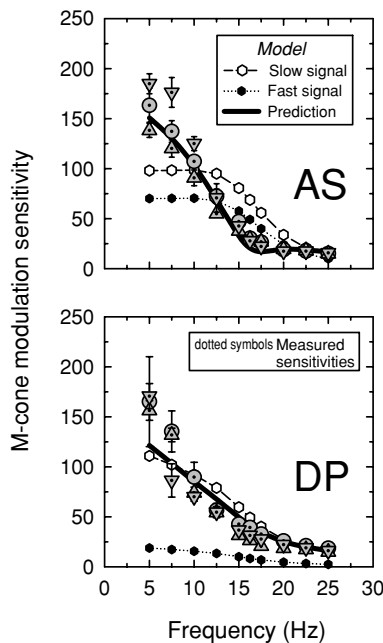 M-cone modulation sensitivity
250
200
150
100
50
0
Model
Slow signal
Fast signal
Prediction
AS
250
200
150
100
50
0
dotted symbols Measured
sensitivities
DP
0 5 10 15 20 25 30
Frequency (Hz)